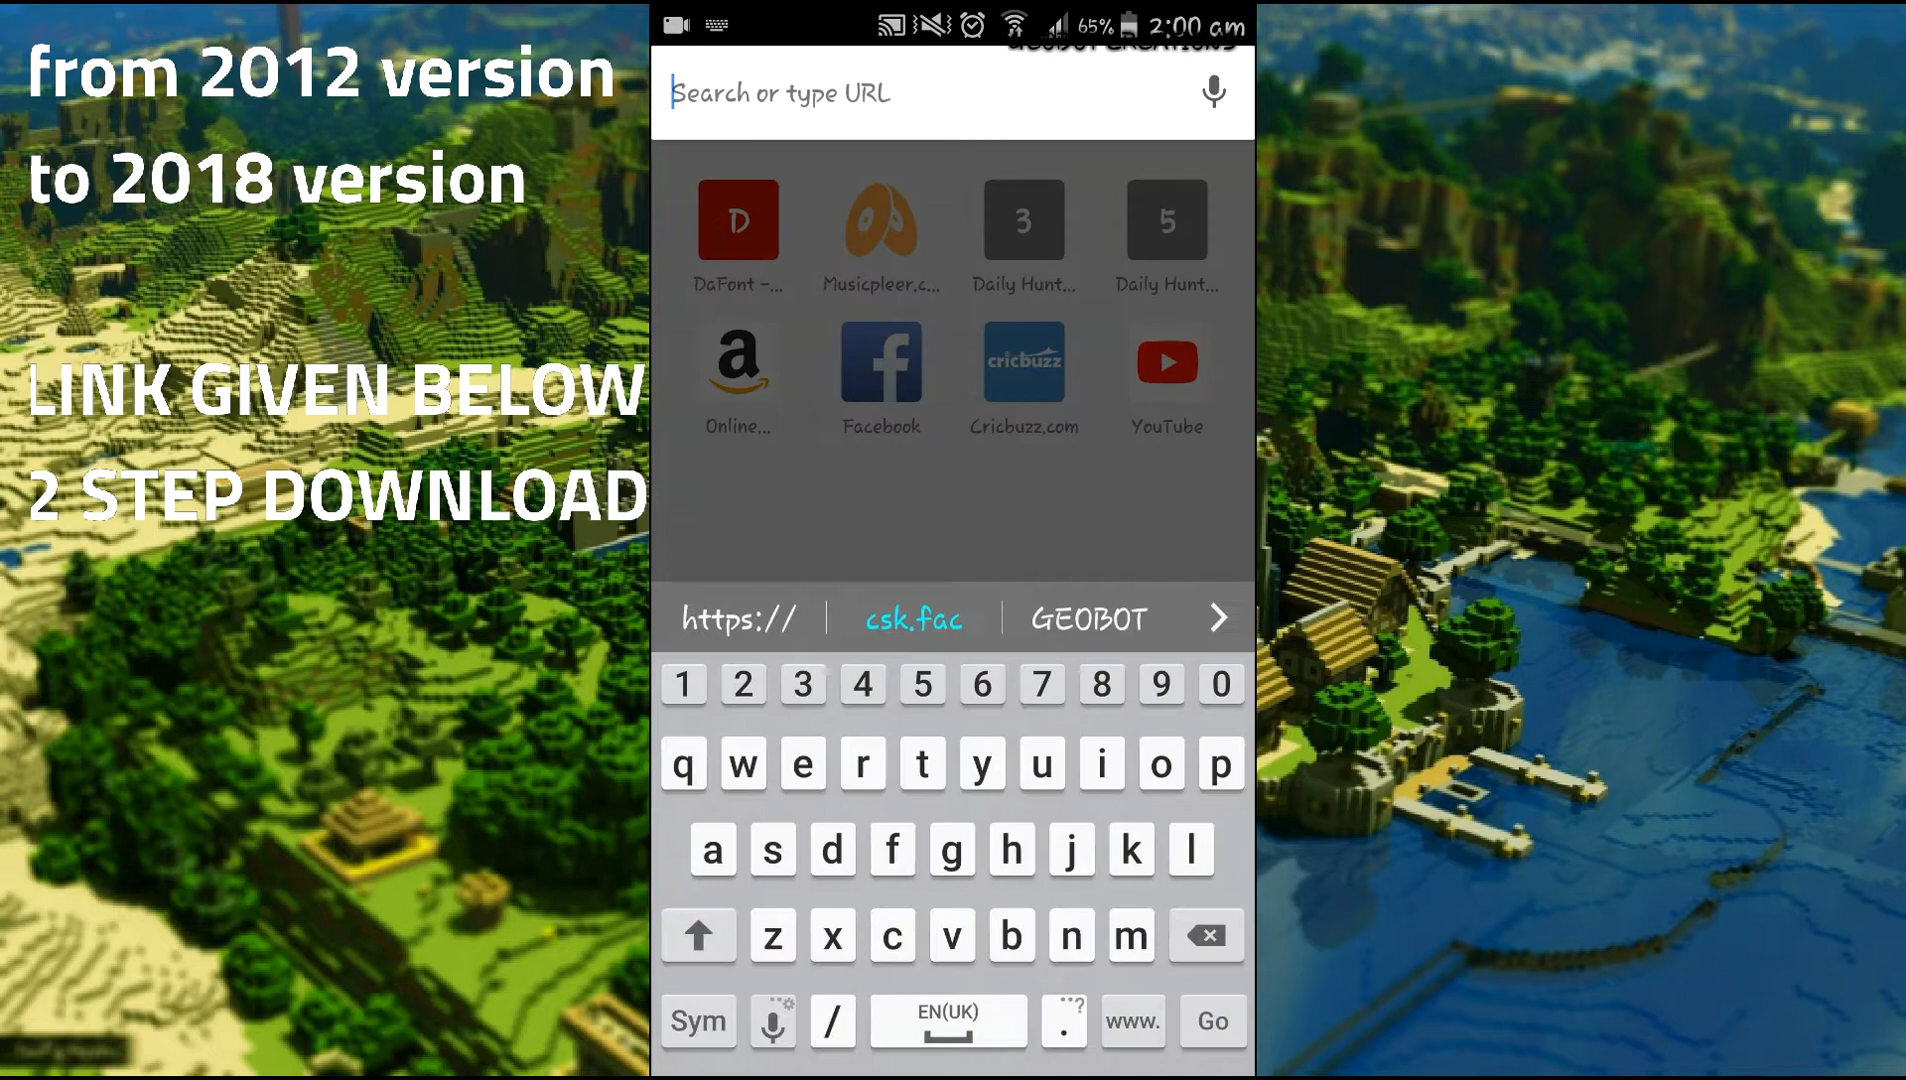 from 2012 version
to 2018 version
LINK GIVEN BELOW
2 STEP DOWNLOAD
65% 2:00 am
GEOBOT CREATIONS
Search or type URL
D
3
5
DaFont -...
Musicpleer.c...
Daily Hunt...
Daily Hunt...
a
f
cricbuzz
Online...
Facebook
Cricbuzz.com
YouTube
https://
csk.fac
GEOBOT
1 2 3 4 5 6 7 8 9 0
q w e r t y u i o p
a s d f g h j k l
z x c v b n m
Sym / EN(UK) . ? www. Go